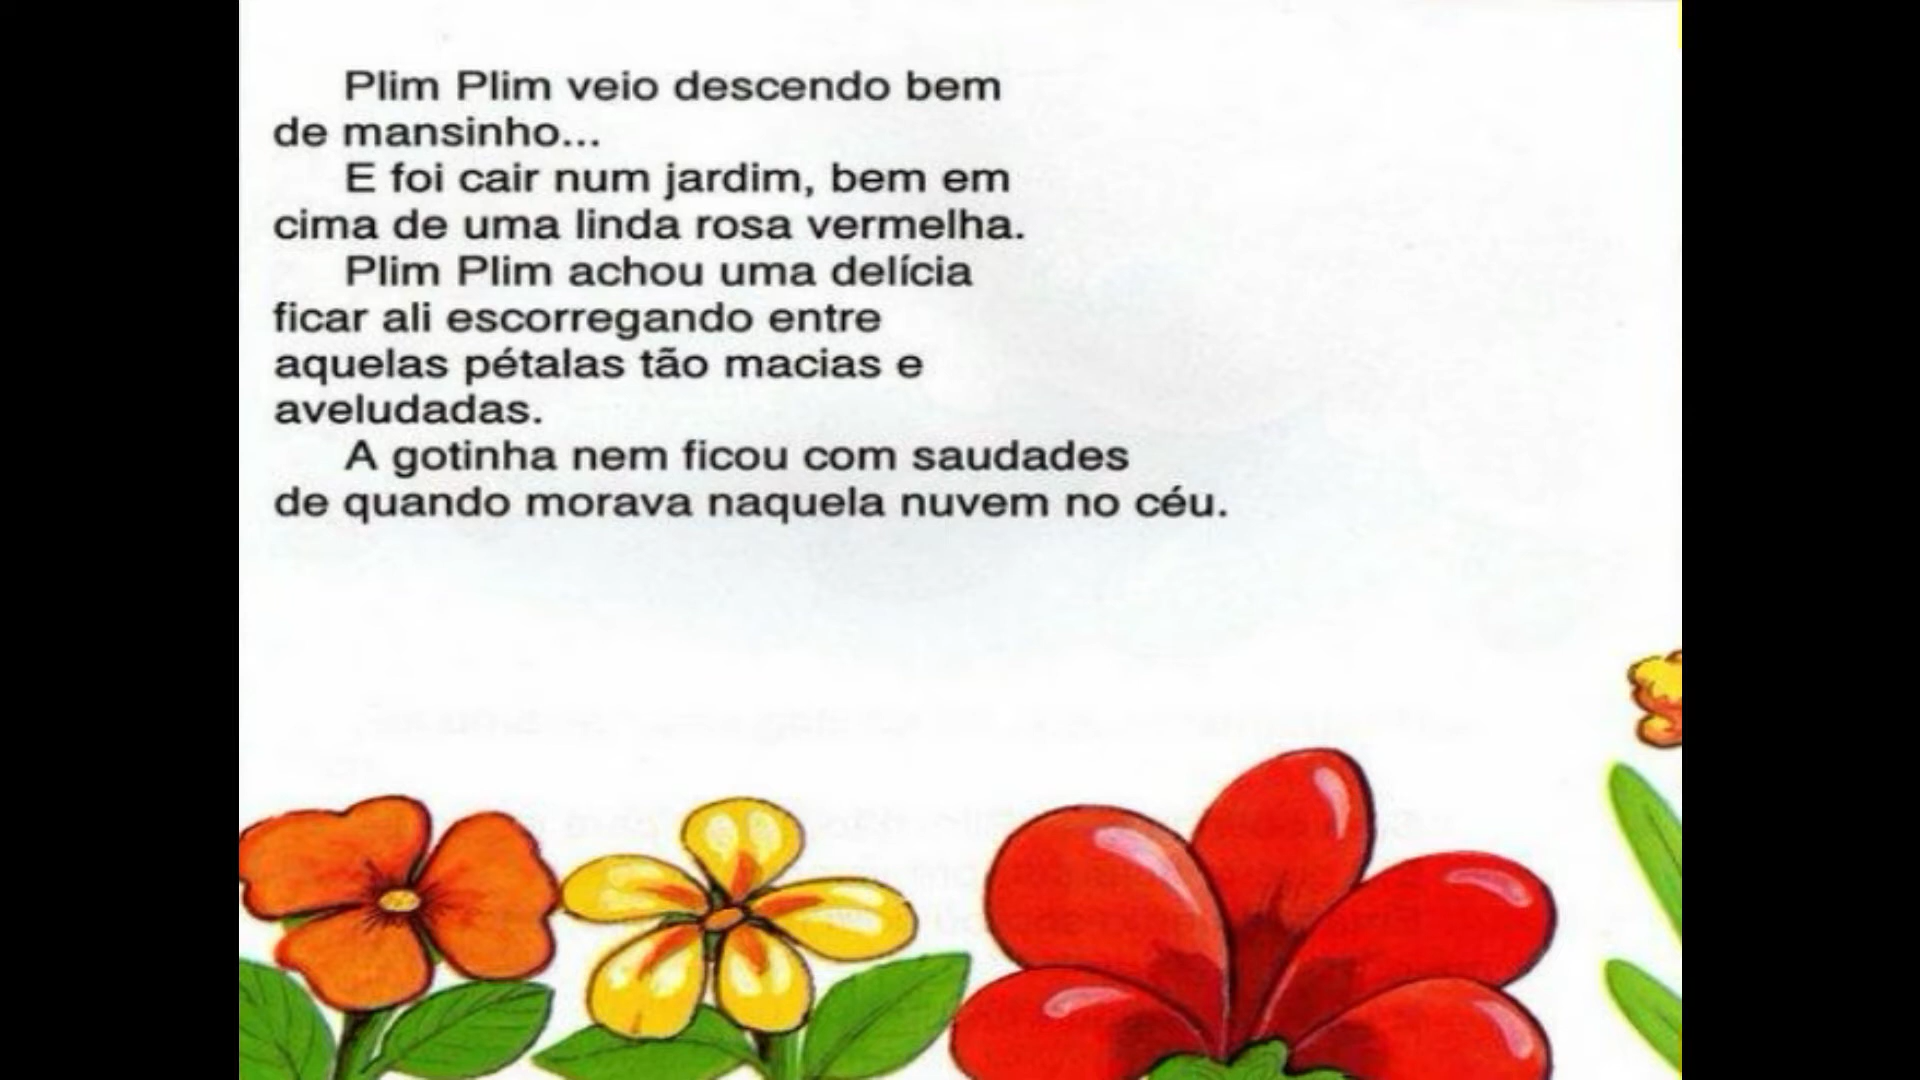 Plim Plim veio descendo bem
de mansinho...
E foi cair num jardim, bem em
cima de uma linda rosa vermelha.
Plim Plim achou uma delícia
ficar ali escorregando entre
aquelas pétalas tão macias e
aveludadas.
A gotinha nem ficou com saudades
de quando morava naquela nuvem no céu.